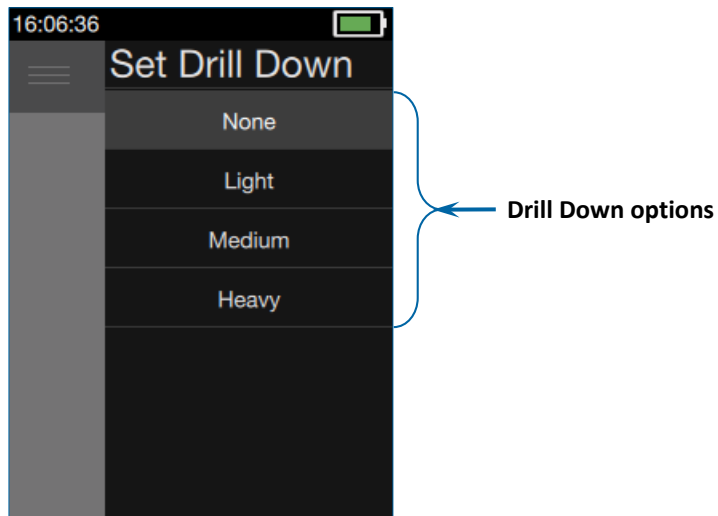 16:06:36
Set Drill Down
None
Light
Medium
Heavy
Drill Down options